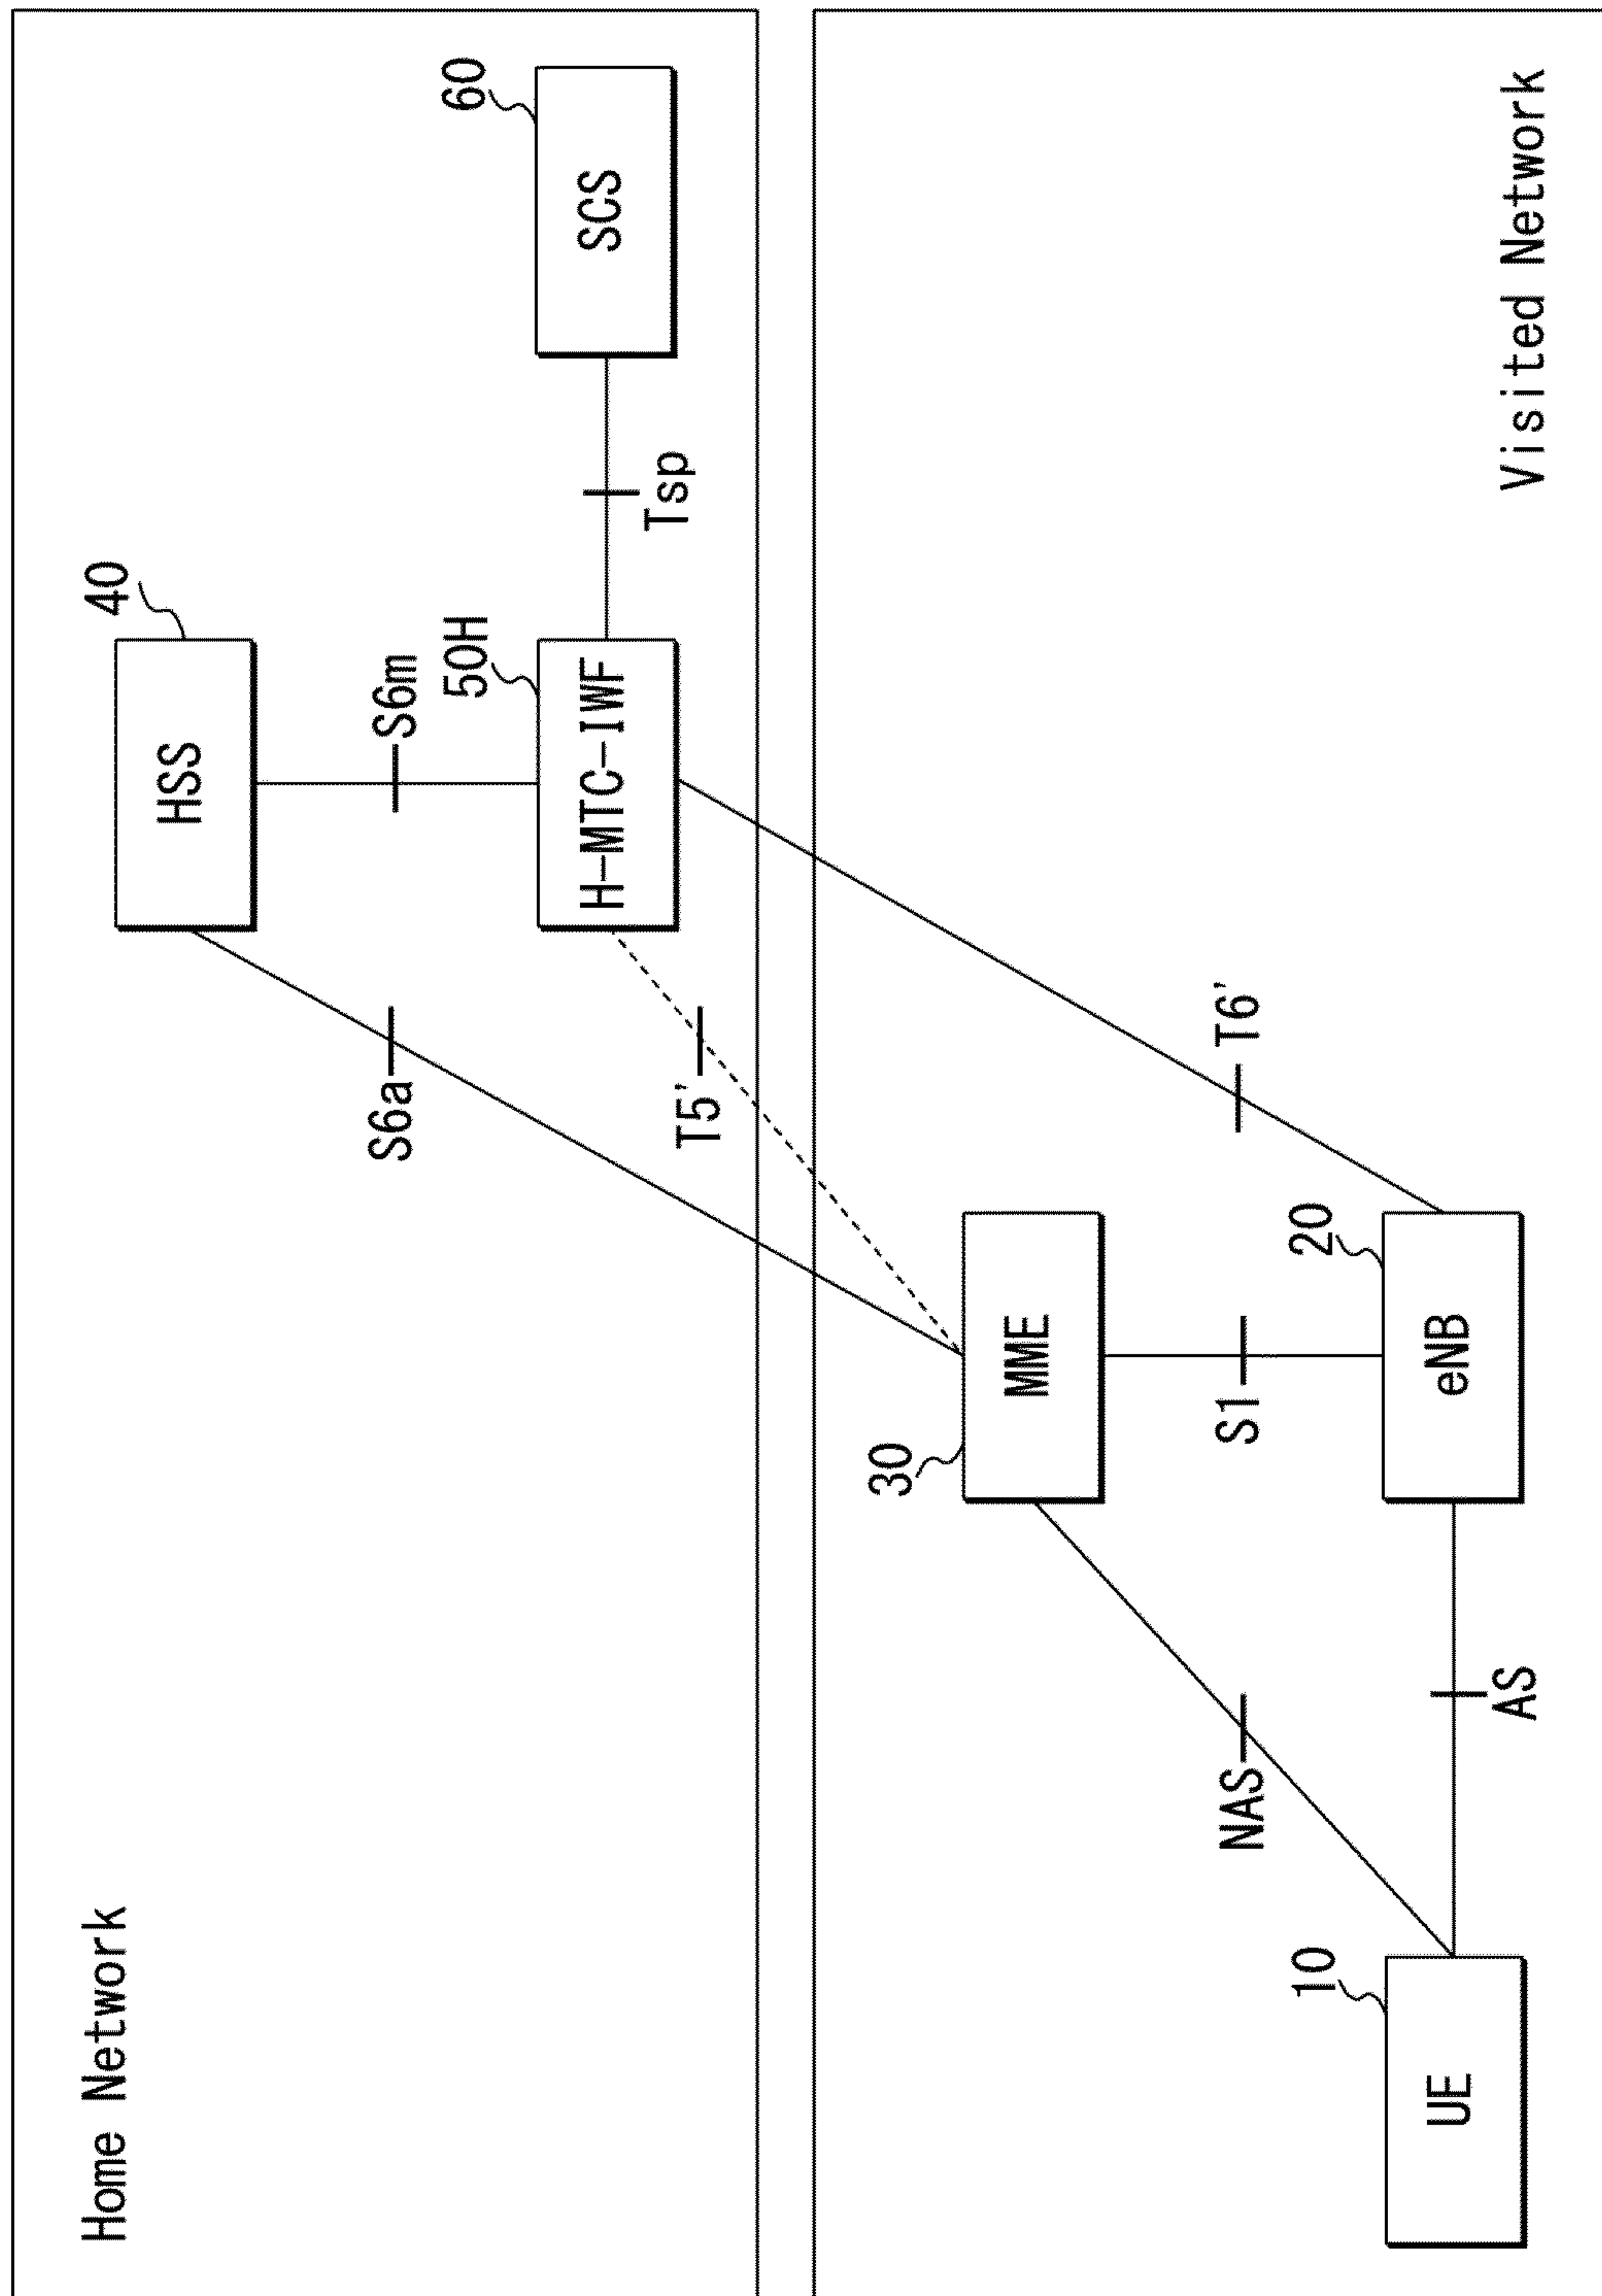 Home Network
40
HSS
S6a
S6m
50H
60
H-MTC-IWF
SCS
T5'
Tsp
30
MME
NAS
S1
T6'
10
20
UE
eNB
AS
Visited Network